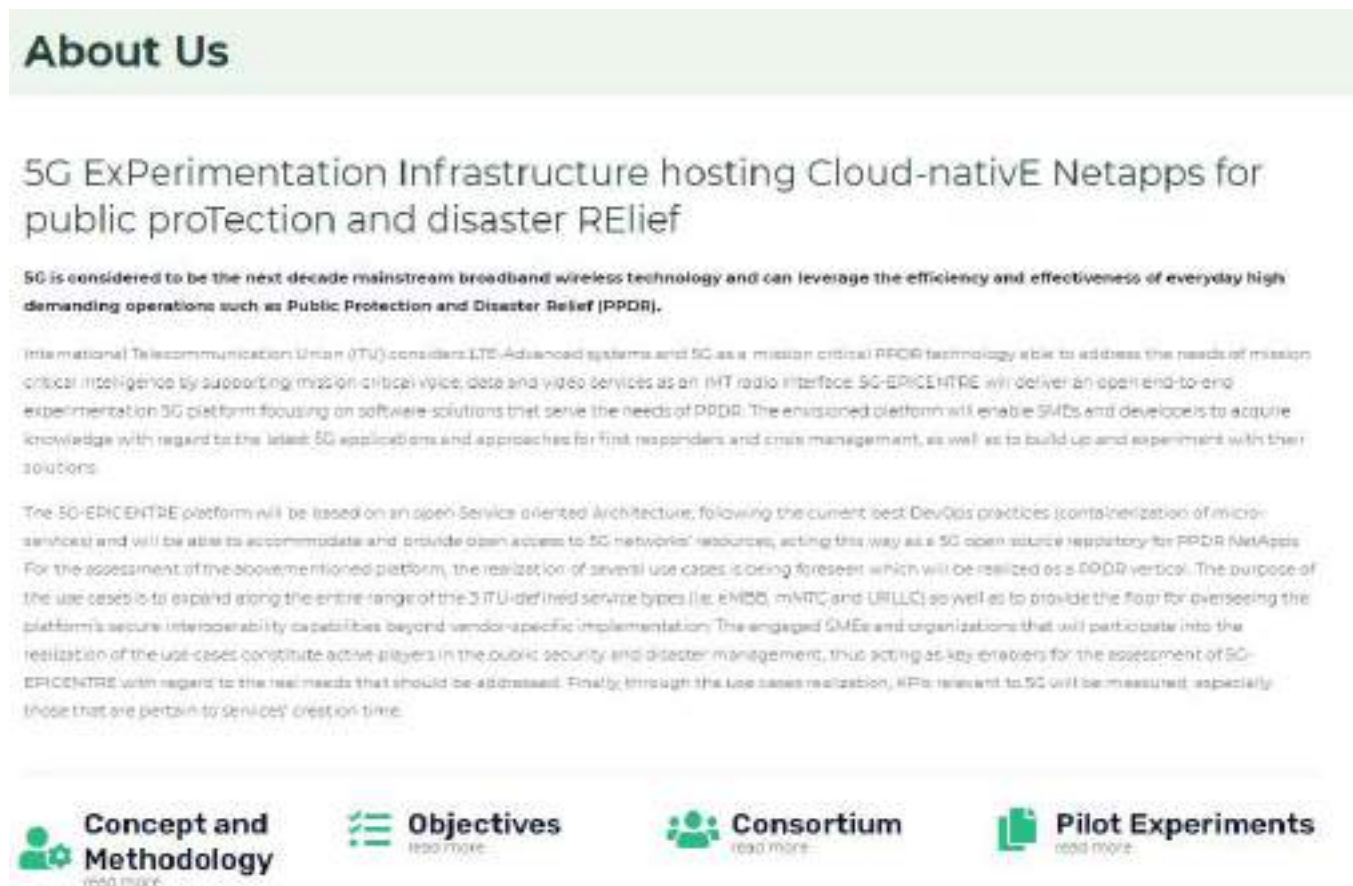 About Us
5G ExPerimentation Infrastructure hosting Cloud-nativE Netapps for
public proTection and disaster RElief
5G is considered to be the next decade mainstream broadband wireless technology and can leverage the efficiency and effectiveness of everyday high
demanding operations such as Public Protection and Disaster Relief (PPDR).
International Telecommunication Union (ITU) considers LTE-Advanced systems and 5G as a mission critical PPDR technology able to address the needs of mission
critical intelligence by supporting mission critical voice, data and video services as an IMT radio interface. 5G-EPICENTRE will deliver an open end-to-end
experimentation 5G platform focusing on software solutions that serve the needs of PPDR. The envisioned platform will enable SMEs and developers to acquire
knowledge with regard to the latest 5G applications and approaches for first responders and crisis management, as well as to build up and experiment with their
solutions.
The 5G-EPICENTRE platform will be based on an open Service oriented Architecture, following the current best DevOps practices (containerization of micro-
services) and will be able to accommodate and provide open access to 5G networks' resources, acting this way as a 5G open source repository for PPDR NetApps.
For the assessment of the abovementioned platform, the realization of several use cases is being foreseen which will be realized as a PPDR vertical. The purpose of
the use cases is to expand along the entire range of the 3 ITU-defined service types (i.e. eMBB, mMTC and URLLC) so well as to provide the floor for overseeing the
platform's secure interoperability capabilities beyond vendor-specific implementation. The engaged SMEs and organizations that will participate into the
realization of the use-cases constitute active players in the public security and disaster management, thus acting as key enablers for the assessment of 5G-
EPICENTRE with regard to the real needs that should be addressed. Finally, through the use cases realization, KPIs relevant to 5G will be measured, especially
those that are pertain to services' creation time.
Concept and
Methodology
read more
Objectives
read more
Consortium
read more
Pilot Experiments
read more